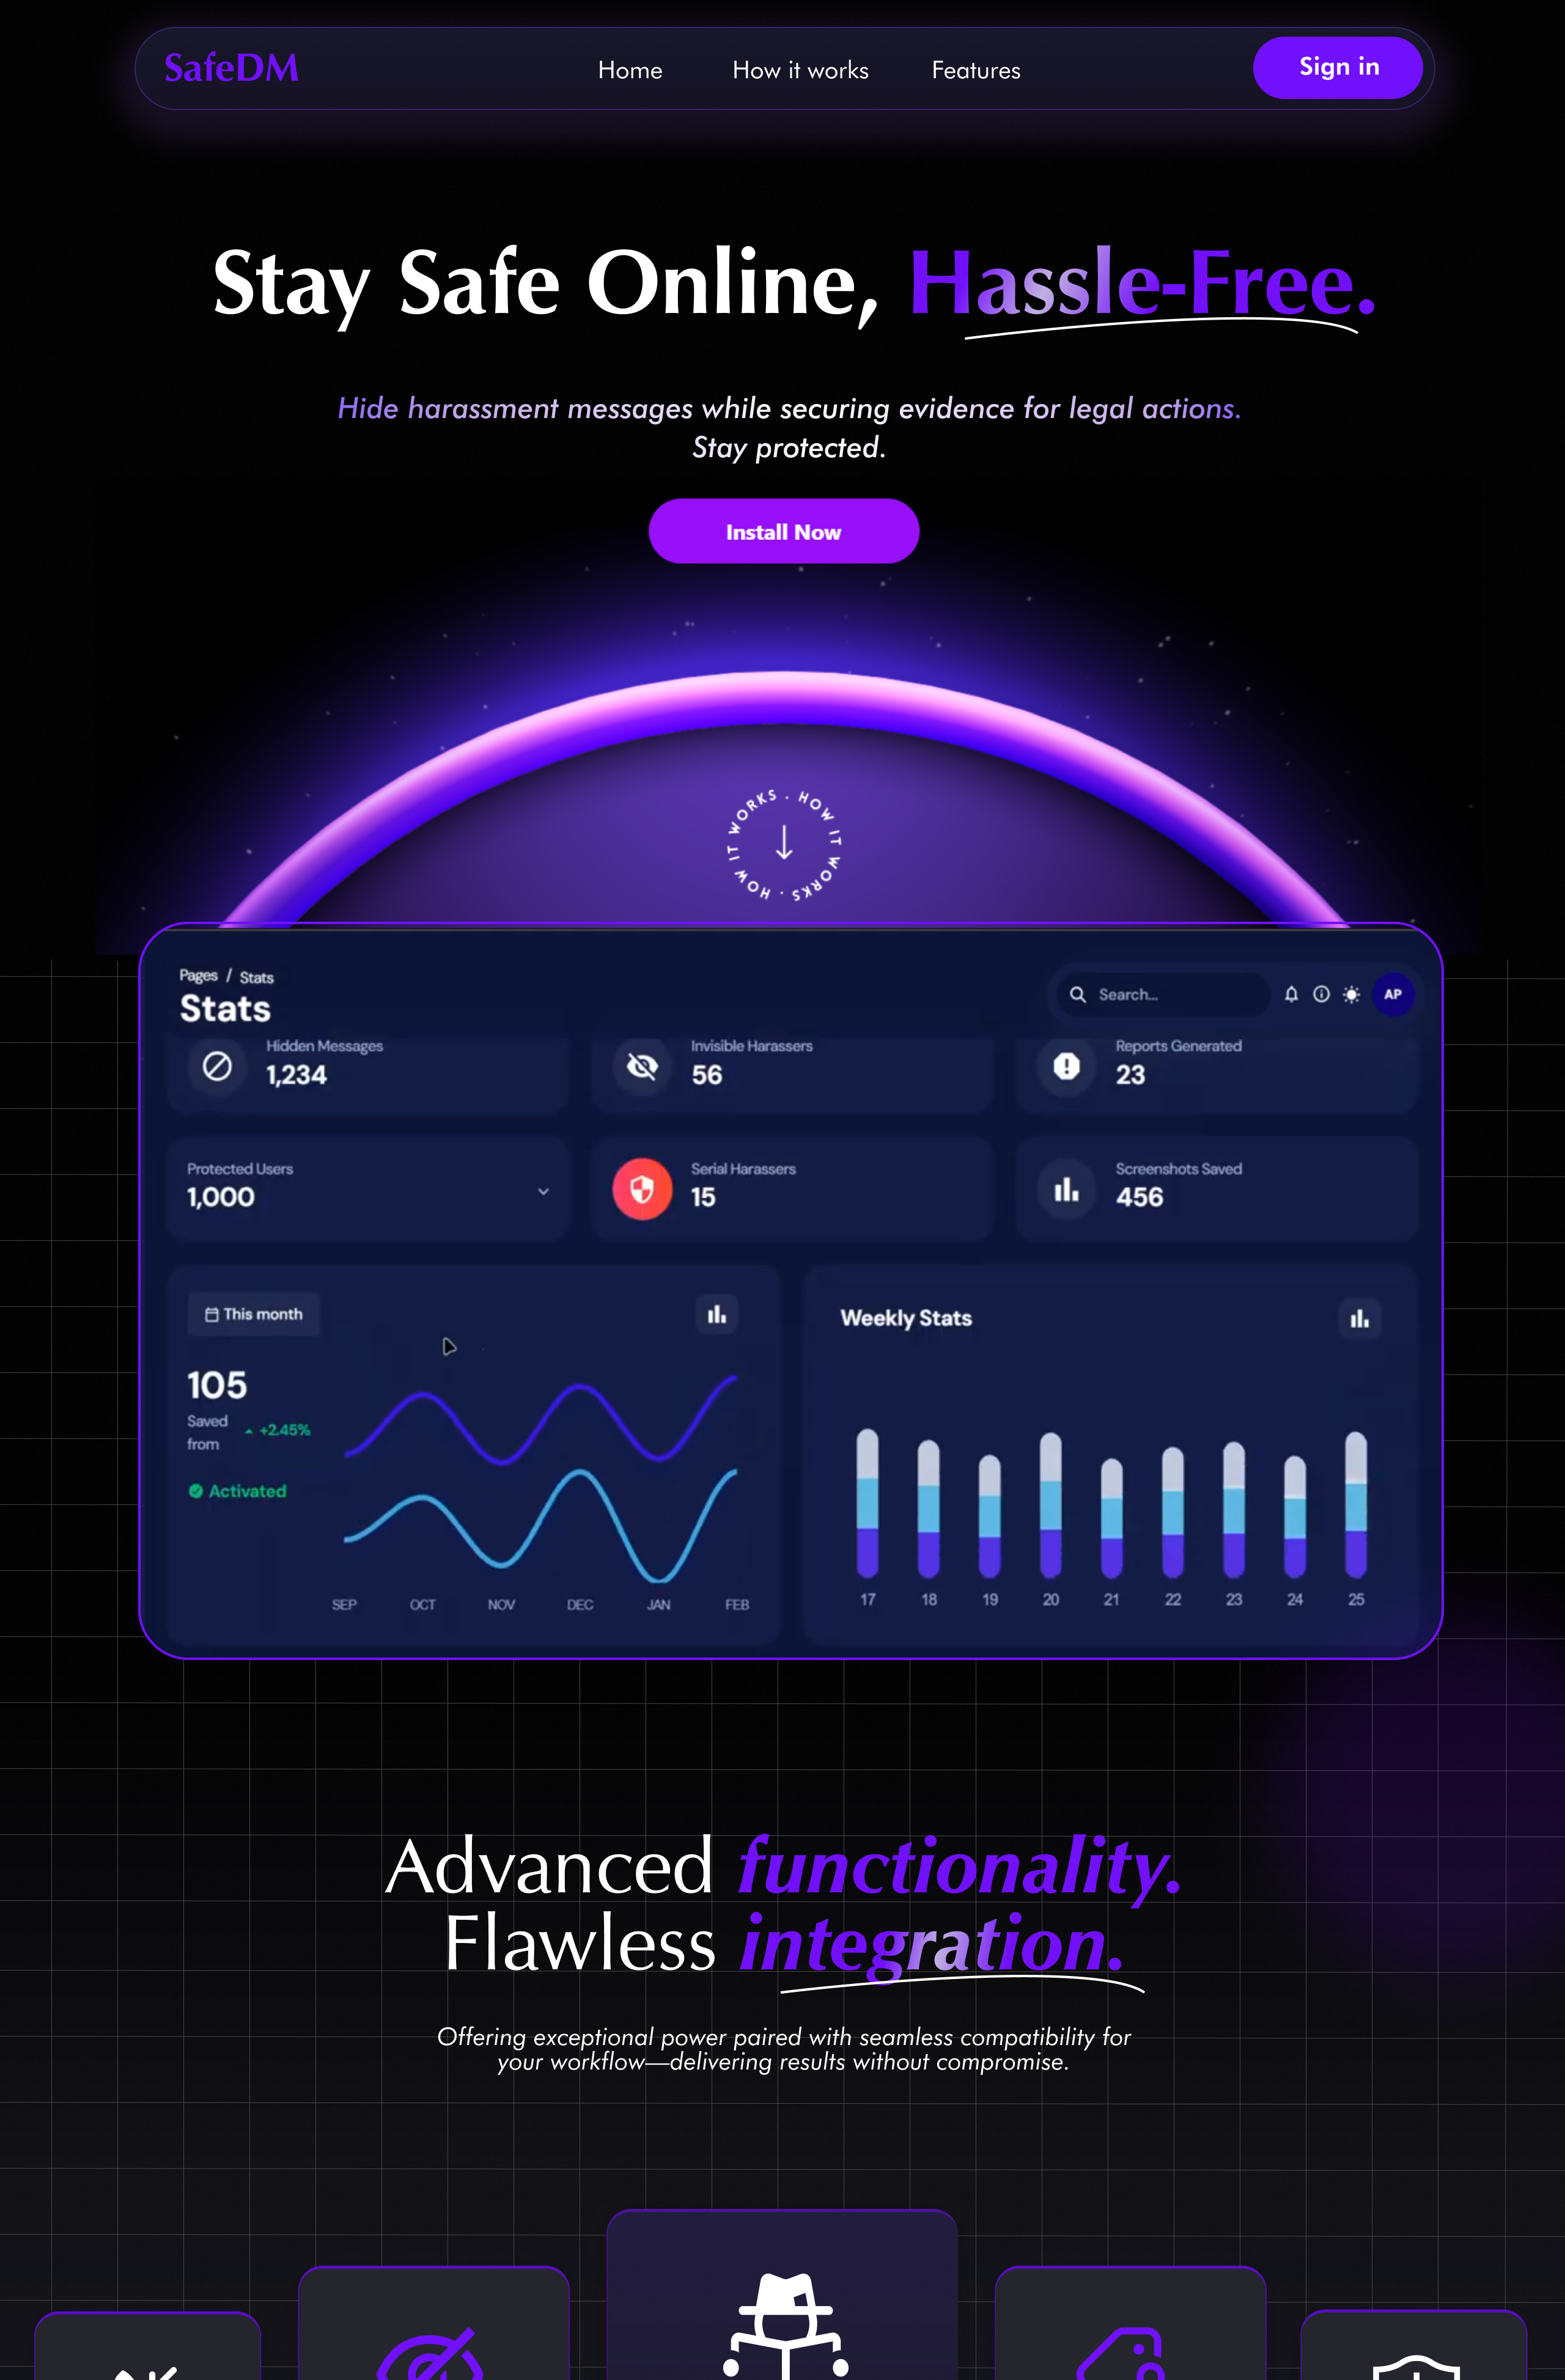 SafeDM
Home
How it works
Features
Sign in
Stay Safe Online, Hassle-Free.
Hide harassment messages while securing evidence for legal actions.
Stay protected.
Install Now
HOW IT WORKS . HOW IT WORKS .
Pages / Stats
Stats
Search...
AP
Hidden Messages
1,234
Invisible Harassers
56
Reports Generated
23
Protected Users
1,000
Serial Harassers
15
Screenshots Saved
456
This month
105
Saved
from
+2.45%
Activated
SEP OCT NOV DEC JAN FEB
Weekly Stats
17 18 19 20 21 22 23 24 25
Advanced functionality.
Flawless integration.
Offering exceptional power paired with seamless compatibility for
your workflow—delivering results without compromise.